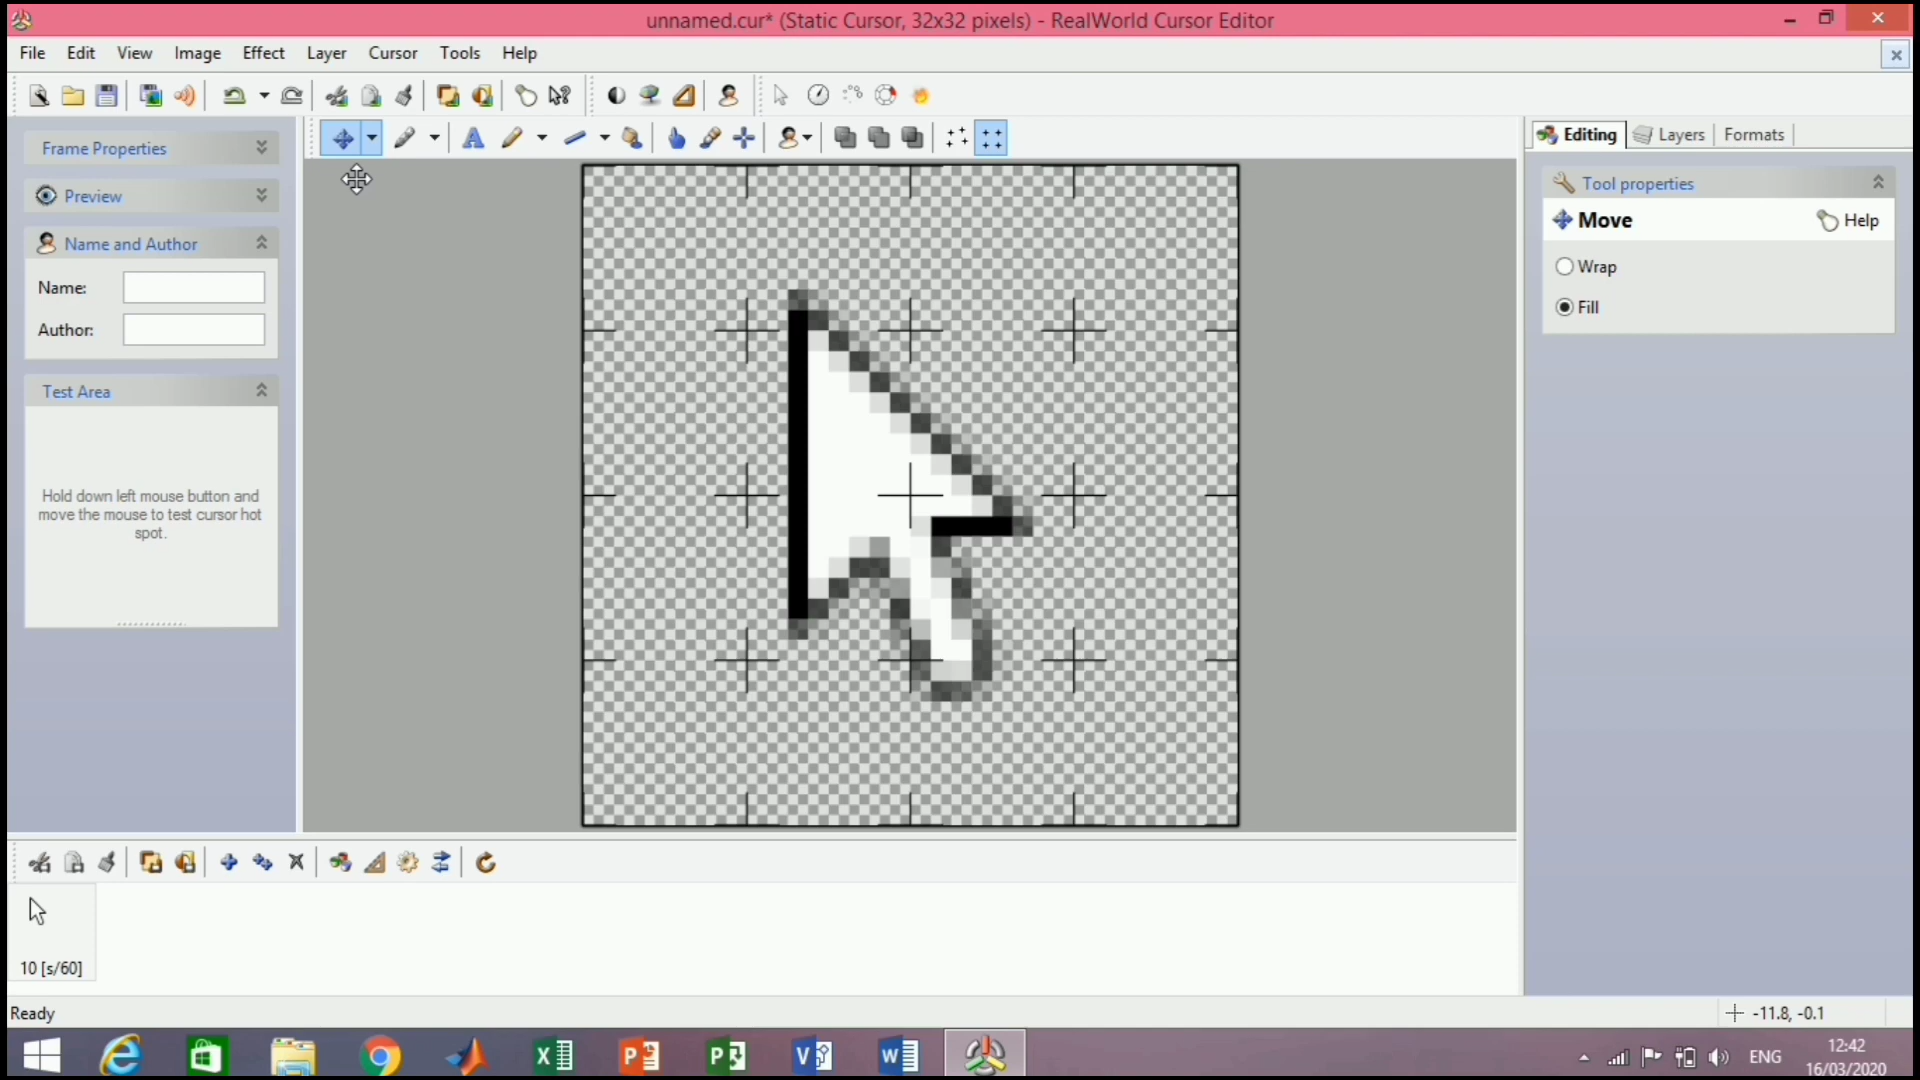 unnamed.cur* (Static Cursor, 32x32 pixels) - RealWorld Cursor Editor
File Edit View Image Effect Layer Cursor Tools Help
Frame Properties
Preview
Name and Author
Name:
Author:
Test Area
Hold down left mouse button and
move the mouse to test cursor hot
spot.
Editing Layers Formats
Tool properties
Move Help
Wrap
Fill
10 [s/60]
Ready
-11.8, -0.1
ENG
12:42
16/03/2020